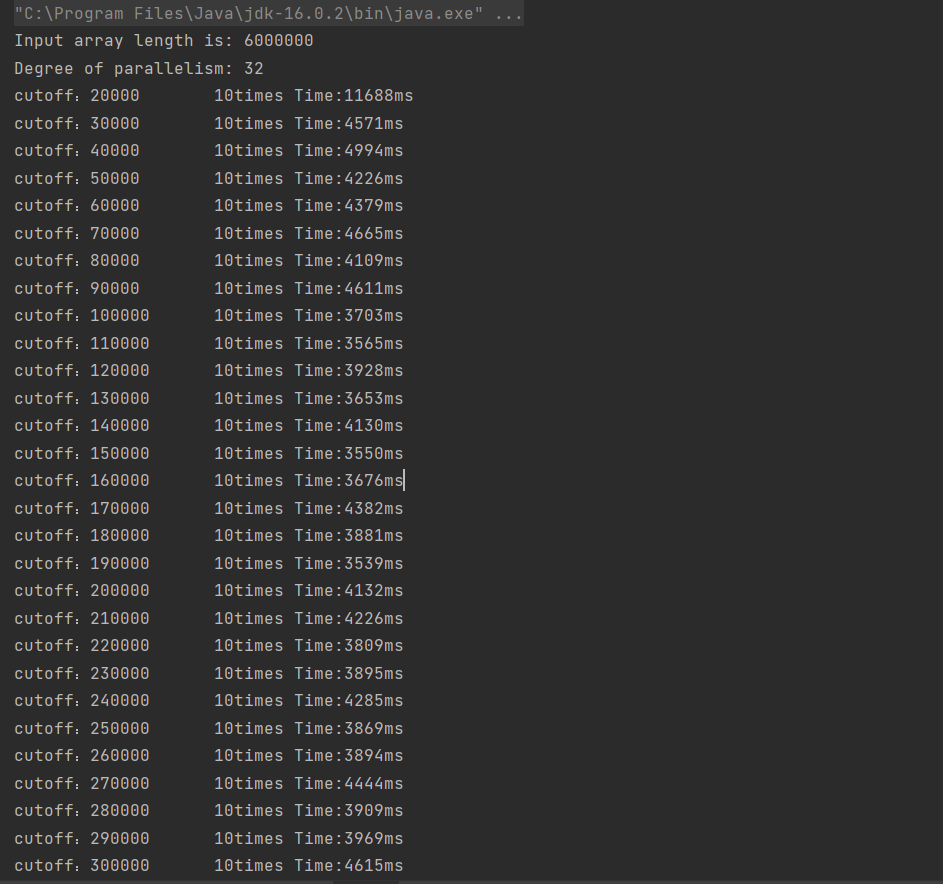 "C:\Program Files\Java\jdk-16.0.2\bin\java.exe" ...
Input array length is: 6000000
Degree of parallelism: 32
cutoff：20000 10times Time:11688ms
cutoff：30000 10times Time:4571ms
cutoff：40000 10times Time:4994ms
cutoff：50000 10times Time:4226ms
cutoff：60000 10times Time:4379ms
cutoff：70000 10times Time:4665ms
cutoff：80000 10times Time:4109ms
cutoff：90000 10times Time:4611ms
cutoff：100000 10times Time:3703ms
cutoff：110000 10times Time:3565ms
cutoff：120000 10times Time:3928ms
cutoff：130000 10times Time:3653ms
cutoff：140000 10times Time:4130ms
cutoff：150000 10times Time:3550ms
cutoff：160000 10times Time:3676ms
cutoff：170000 10times Time:4382ms
cutoff：180000 10times Time:3881ms
cutoff：190000 10times Time:3539ms
cutoff：200000 10times Time:4132ms
cutoff：210000 10times Time:4226ms
cutoff：220000 10times Time:3809ms
cutoff：230000 10times Time:3895ms
cutoff：240000 10times Time:4285ms
cutoff：250000 10times Time:3869ms
cutoff：260000 10times Time:3894ms
cutoff：270000 10times Time:4444ms
cutoff：280000 10times Time:3909ms
cutoff：290000 10times Time:3969ms
cutoff：300000 10times Time:4615ms